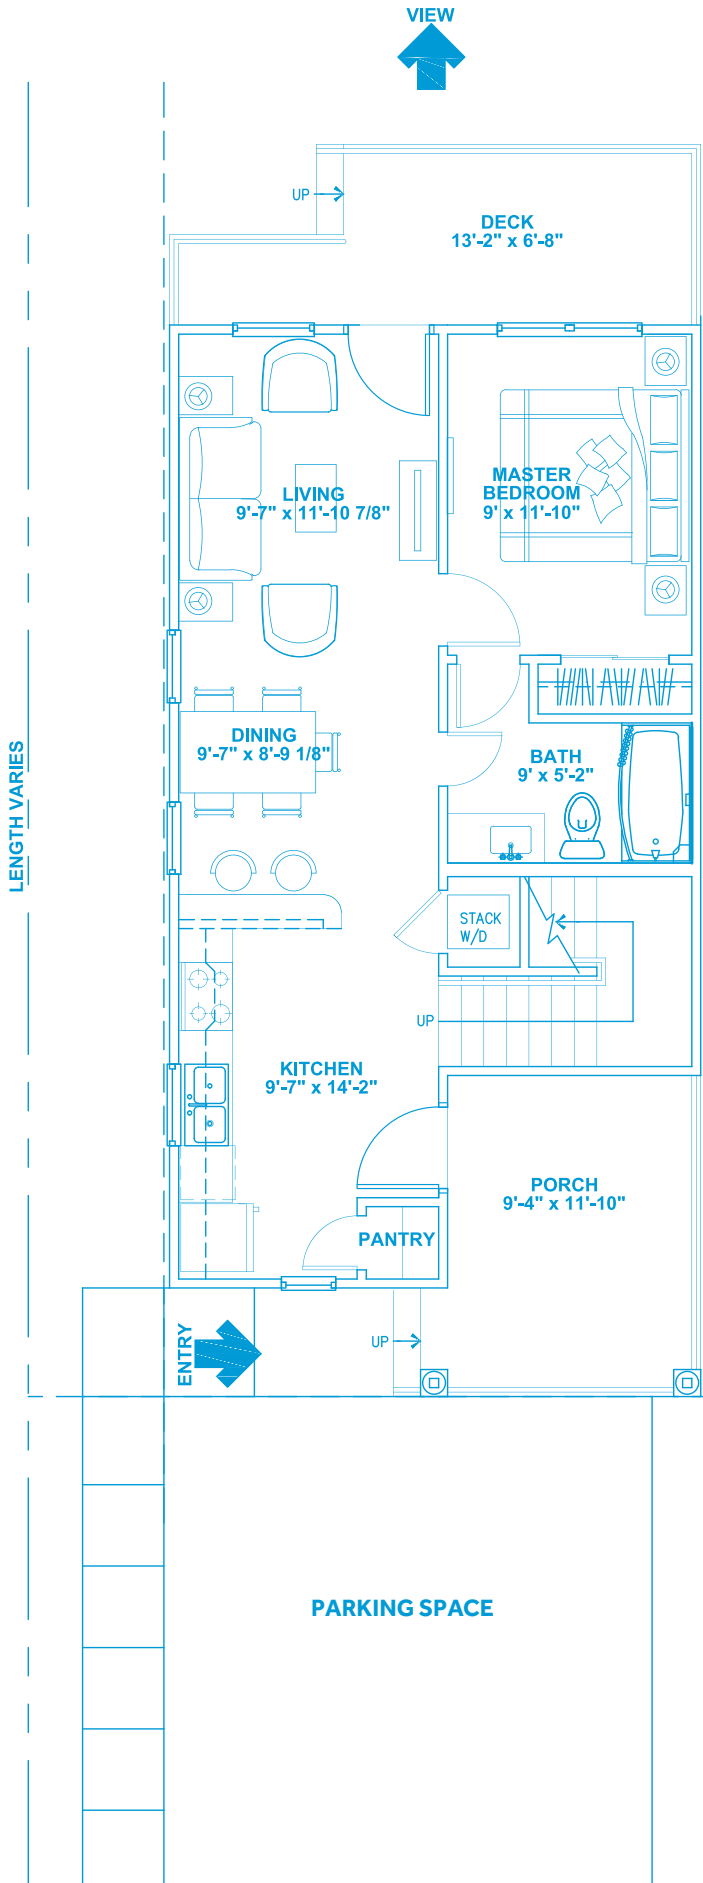 VIEW
UP
DECK
13'-2" x 6'-8"
LIVING
9'-7" x 11'-10 7/8"
MASTER
BEDROOM
9' x 11'-10"
DINING
9'-7" x 8'-9 1/8"
BATH
9' x 5'-2"
LENGTH VARIES
STACK
W/D
UP
KITCHEN
9'-7" x 14'-2"
PORCH
9'-4" x 11'-10"
PANTRY
ENTRY
UP
PARKING SPACE